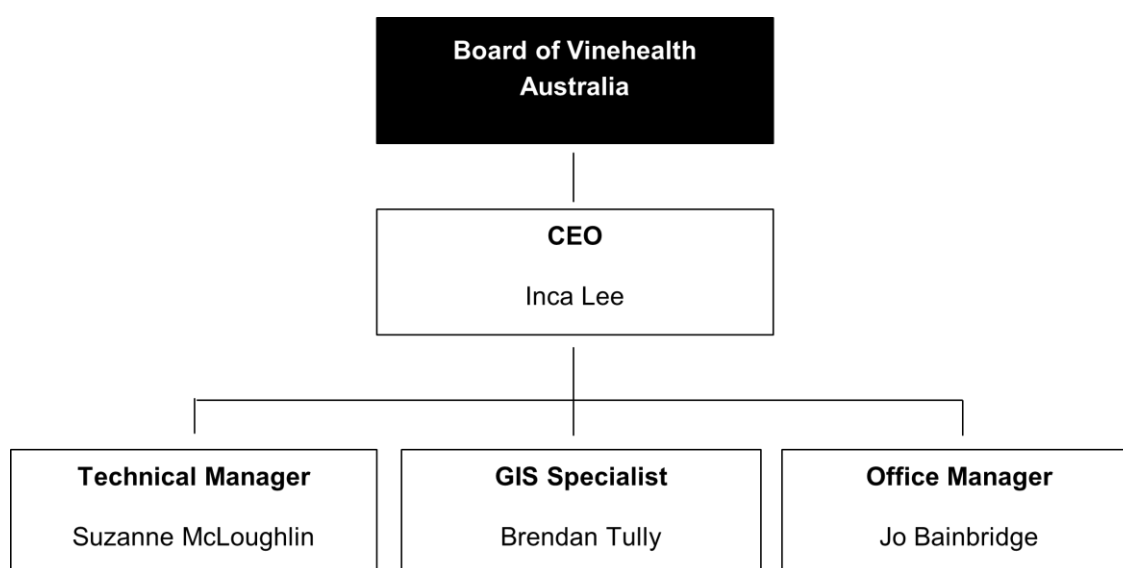 Board of Vinehealth
Australia
CEO
Inca Lee
Technical Manager
Suzanne McLoughlin
GIS Specialist
Brendan Tully
Office Manager
Jo Bainbridge